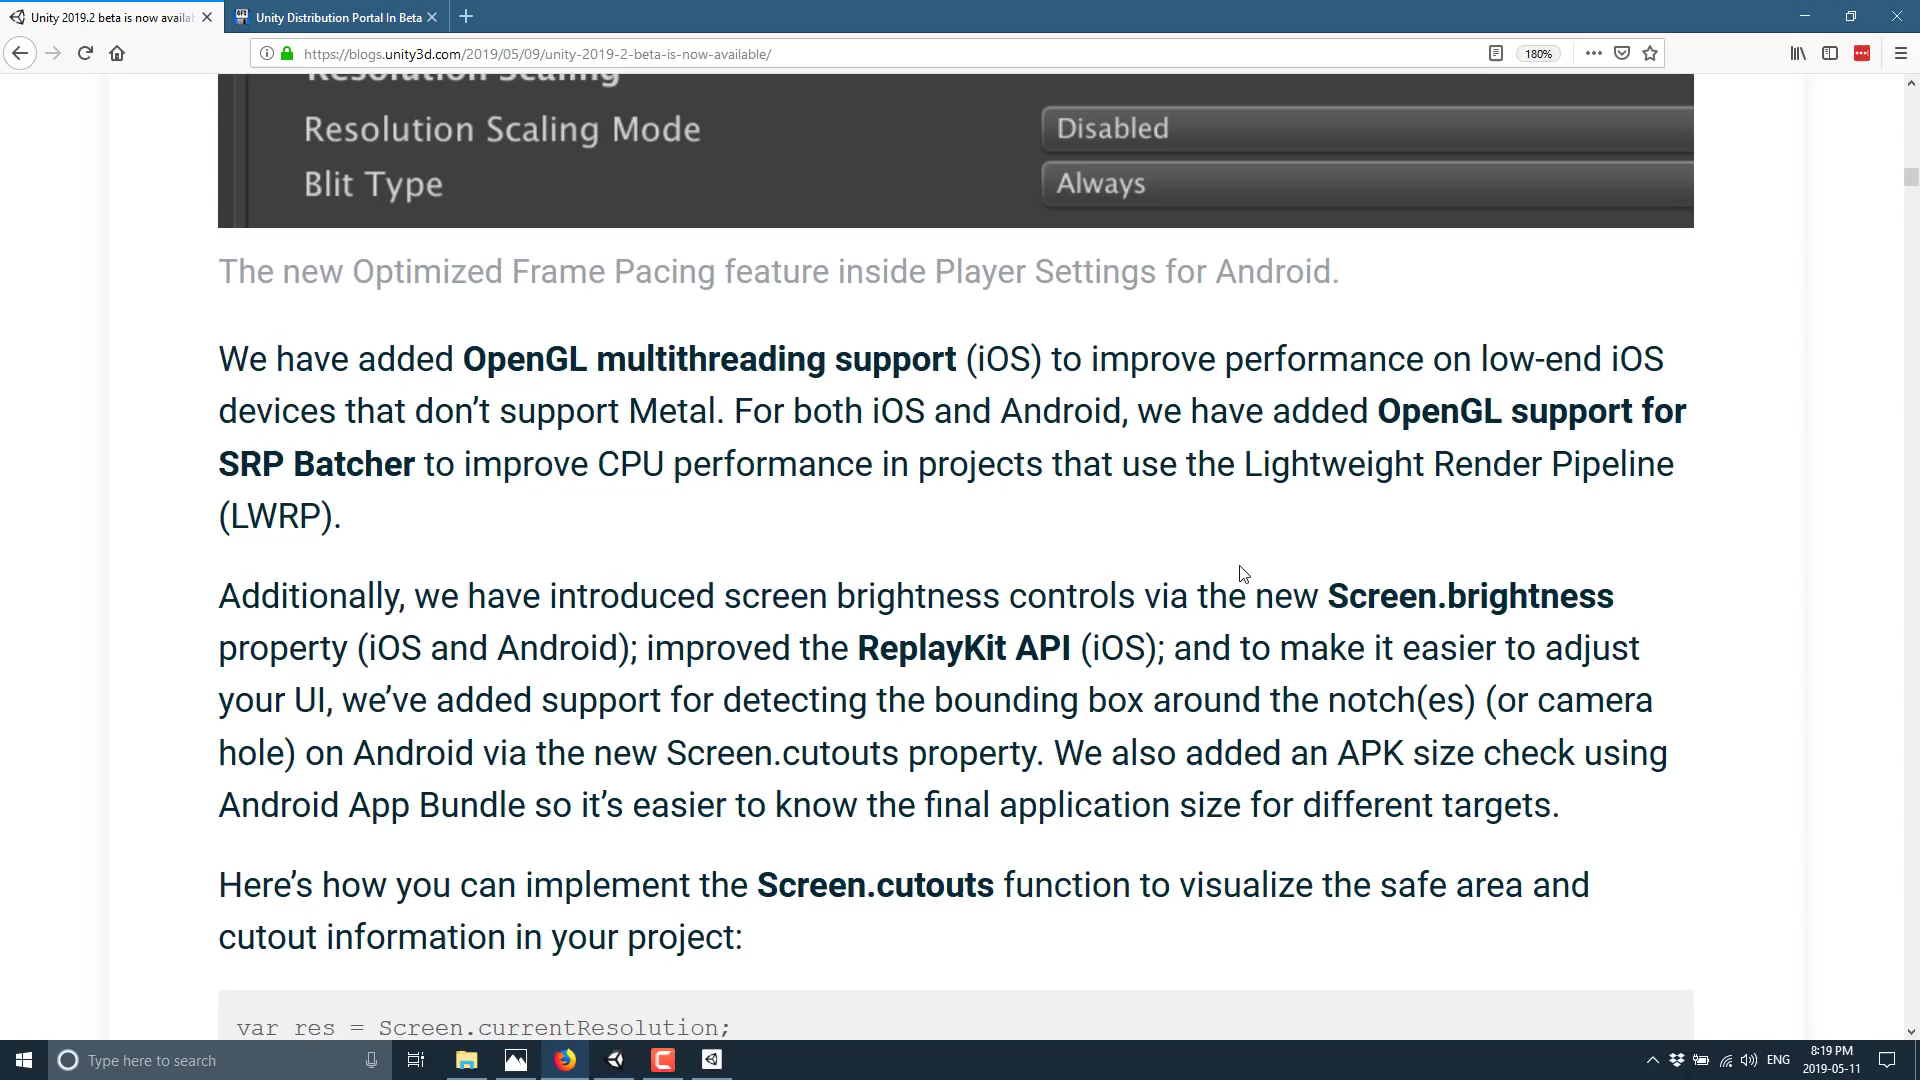 Unity 2019.2 beta is now availa
Unity Distribution Portal In Beta
https://blogs.unity3d.com/2019/05/09/unity-2019-2-beta-is-now-available/
180%
Resolution Scaling
Resolution Scaling Mode
Disabled
Blit Type
Always
The new Optimized Frame Pacing feature inside Player Settings for Android.
We have added OpenGL multithreading support (iOS) to improve performance on low-end iOS
devices that don’t support Metal. For both iOS and Android, we have added OpenGL support for
SRP Batcher to improve CPU performance in projects that use the Lightweight Render Pipeline
(LWRP).
Additionally, we have introduced screen brightness controls via the new Screen.brightness
property (iOS and Android); improved the ReplayKit API (iOS); and to make it easier to adjust
your UI, we’ve added support for detecting the bounding box around the notch(es) (or camera
hole) on Android via the new Screen.cutouts property. We also added an APK size check using
Android App Bundle so it’s easier to know the final application size for different targets.
Here’s how you can implement the Screen.cutouts function to visualize the safe area and
cutout information in your project:
var res = Screen.currentResolution;
Type here to search
ENG
8:19 PM
2019-05-11